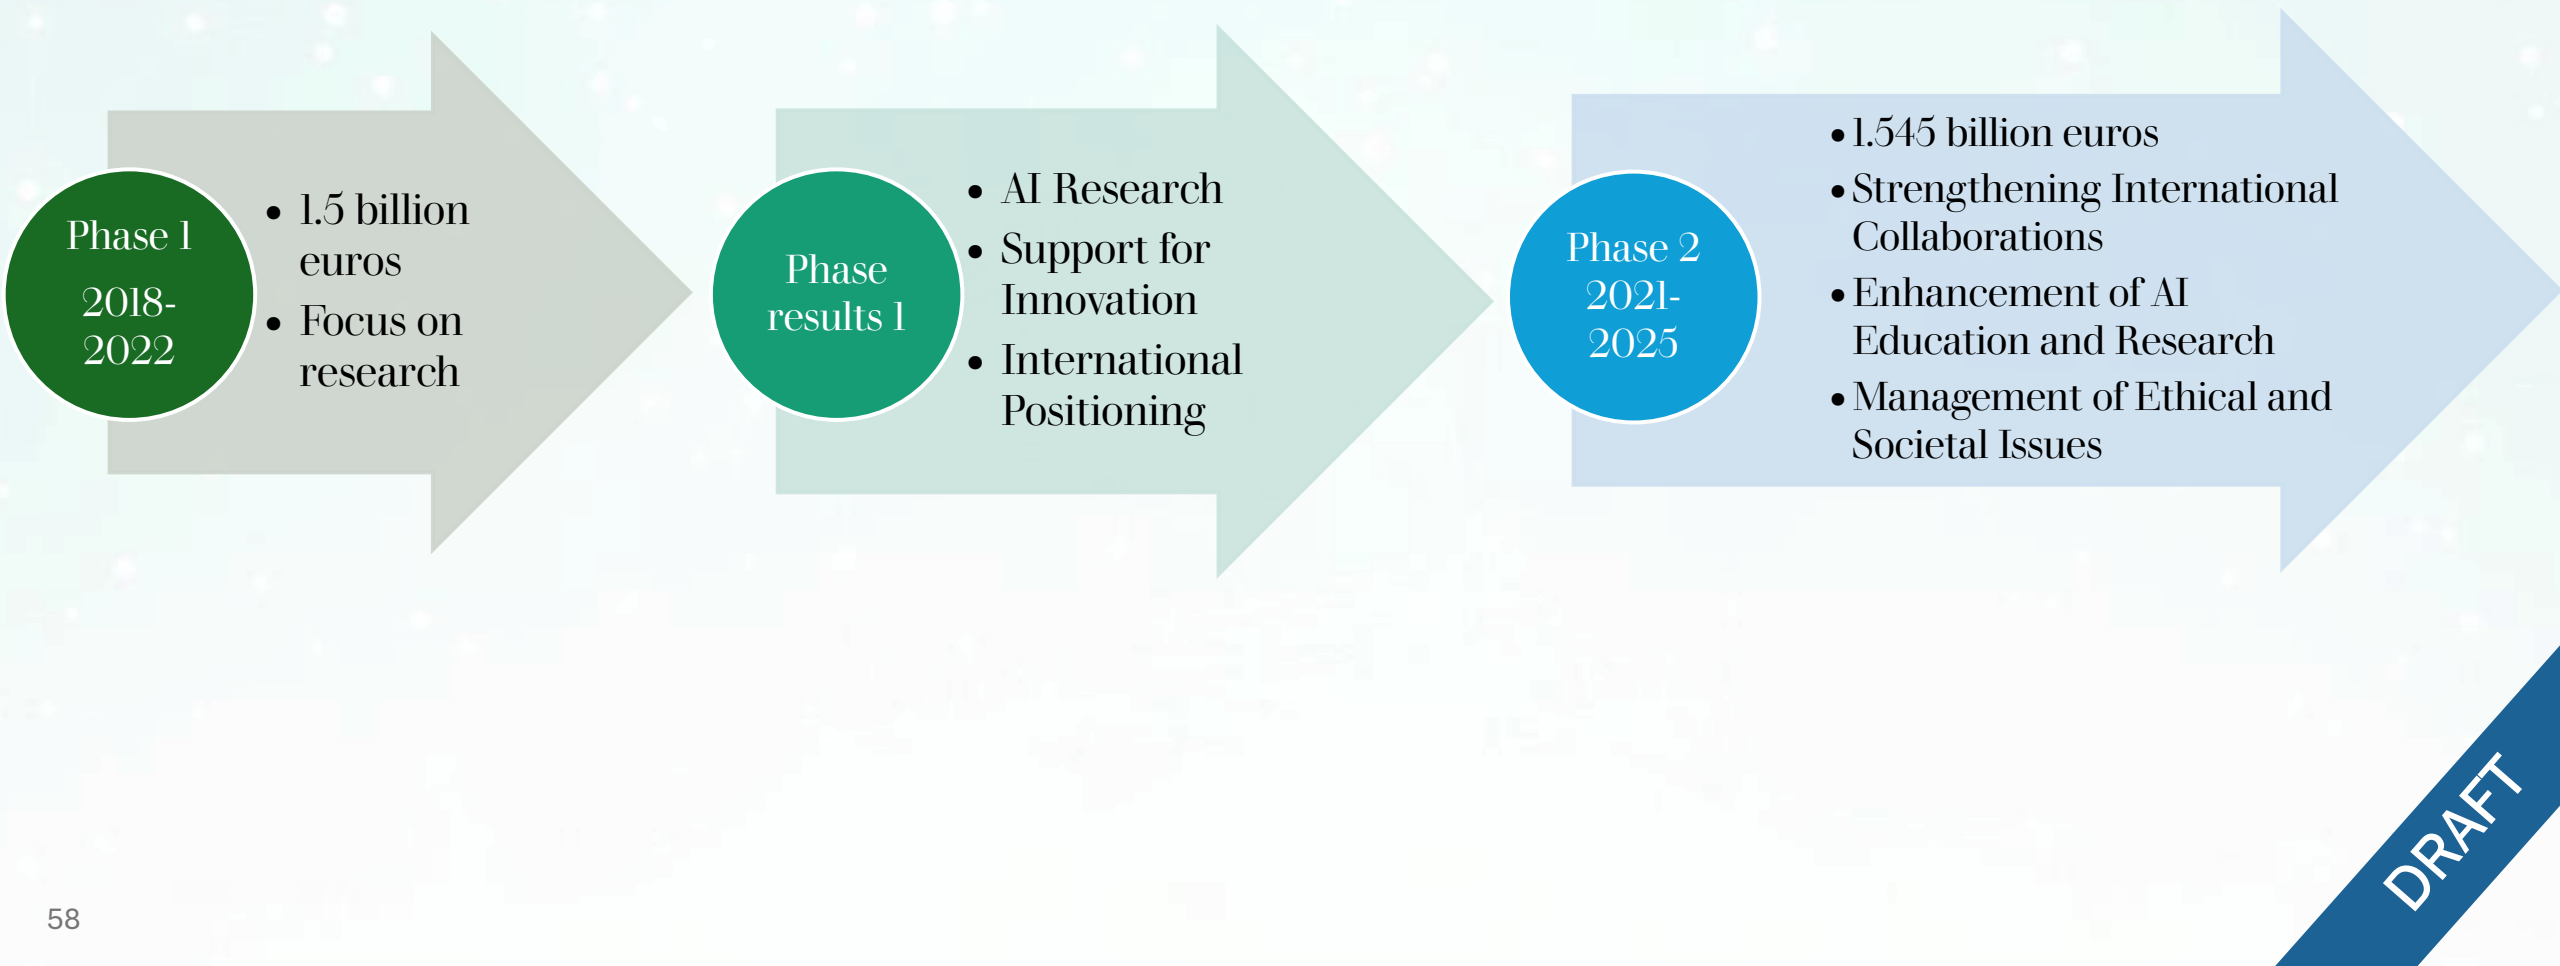 Phase 1
2018-
2022
• 1.5 billion
euros
• Focus on
research
Phase
results 1
• AI Research
• Support for
Innovation
• International
Positioning
Phase 2
2021-
2025
• 1.545 billion euros
• Strengthening International
Collaborations
• Enhancement of AI
Education and Research
• Management of Ethical and
Societal Issues
58
DRAFT